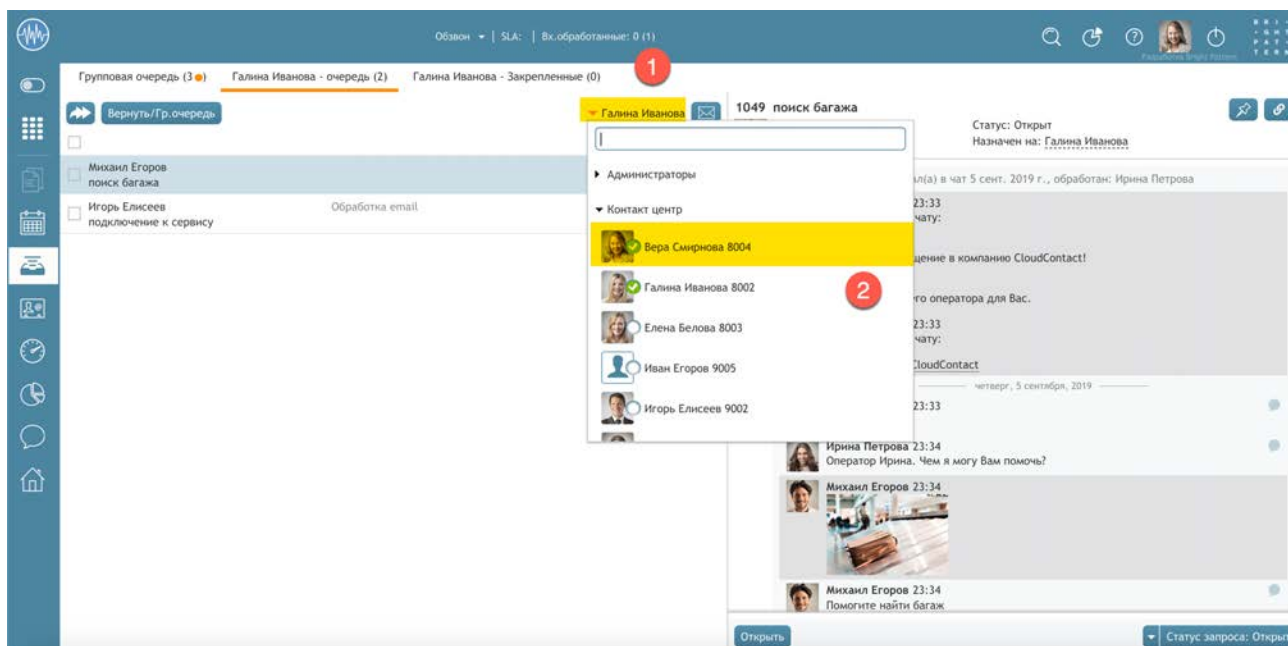 Обзвон | SLA: | Вх.обработанные: 0 (1)
BRI
GHT
PAT
TERN
Групповая очередь (3)
Галина Иванова - очередь (2)
Галина Иванова - Закрепленные (0)
1
Вернуть/Гр.очередь
Галина Иванова
Михаил Егоров
поиск багажа
Игорь Елисеев
подключение к сервису
Обработка email
Администраторы
Контакт центр
Вера Смирнова 8004
Галина Иванова 8002
Елена Белова 8003
Иван Егоров 9005
Игорь Елисеев 9002
2
1049 поиск багажа
Статус: Открыт
Назначен на: Галина Иванова
л(а) в чат 5 сент. 2019 г., обработан: Ирина Петрова
23:33
чату:
щение в компанию CloudContact!
го оператора для Вас.
23:33
чату:
CloudContact
четверг, 5 сентября, 2019
23:33
Ирина Петрова 23:34
Оператор Ирина. Чем я могу Вам помочь?
Михаил Егоров 23:34
Михаил Егоров 23:34
Помогите найти багаж
Открыть
Статус запроса: Открыт